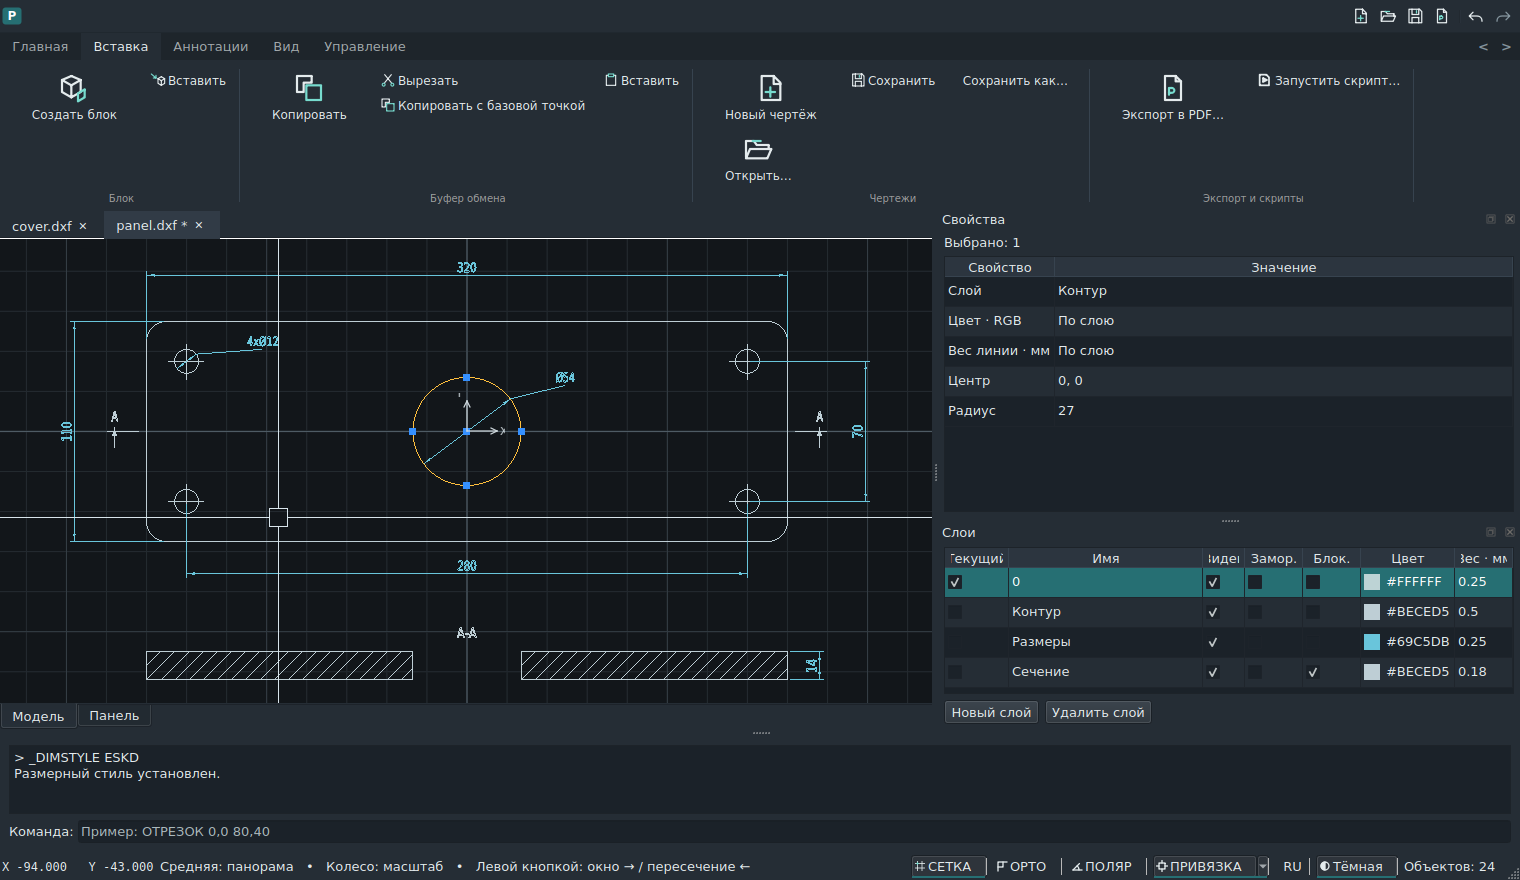 P
Главная Вставка Аннотации Вид Управление < >
Создать блок Вставить
Блок
Копировать Вырезать Вставить
Копировать с базовой точкой
Буфер обмена
Новый чертёж Сохранить Сохранить как...
Открыть...
Чертежи
Экспорт в PDF... Запустить скрипт...
Экспорт и скрипты
cover.dxf × panel.dxf * ×
320
4xØ12
Ø54
110
A
A
70
X
280
A-A
14
Модель Панель
Свойства
Выбрано: 1
Свойство Значение
Слой Контур
Цвет · RGB По слою
Вес линии · мм По слою
Центр 0, 0
Радиус 27
Слои
Имя Замор. Блок. Цвет
0 #FFFFFF 0.25
Контур #BECED5 0.5
Размеры #69C5DB 0.25
Сечение #BECED5 0.18
Новый слой Удалить слой
> _DIMSTYLE ESKD
Размерный стиль установлен.
Команда: Пример: ОТРЕЗОК 0,0 80,40
X -94.000 Y -43.000 Средняя: панорама • Колесо: масштаб • Левой кнопкой: окно → / пересечение ← СЕТКА ОРТО ПОЛЯР ПРИВЯЗКА RU Тёмная Объектов: 24